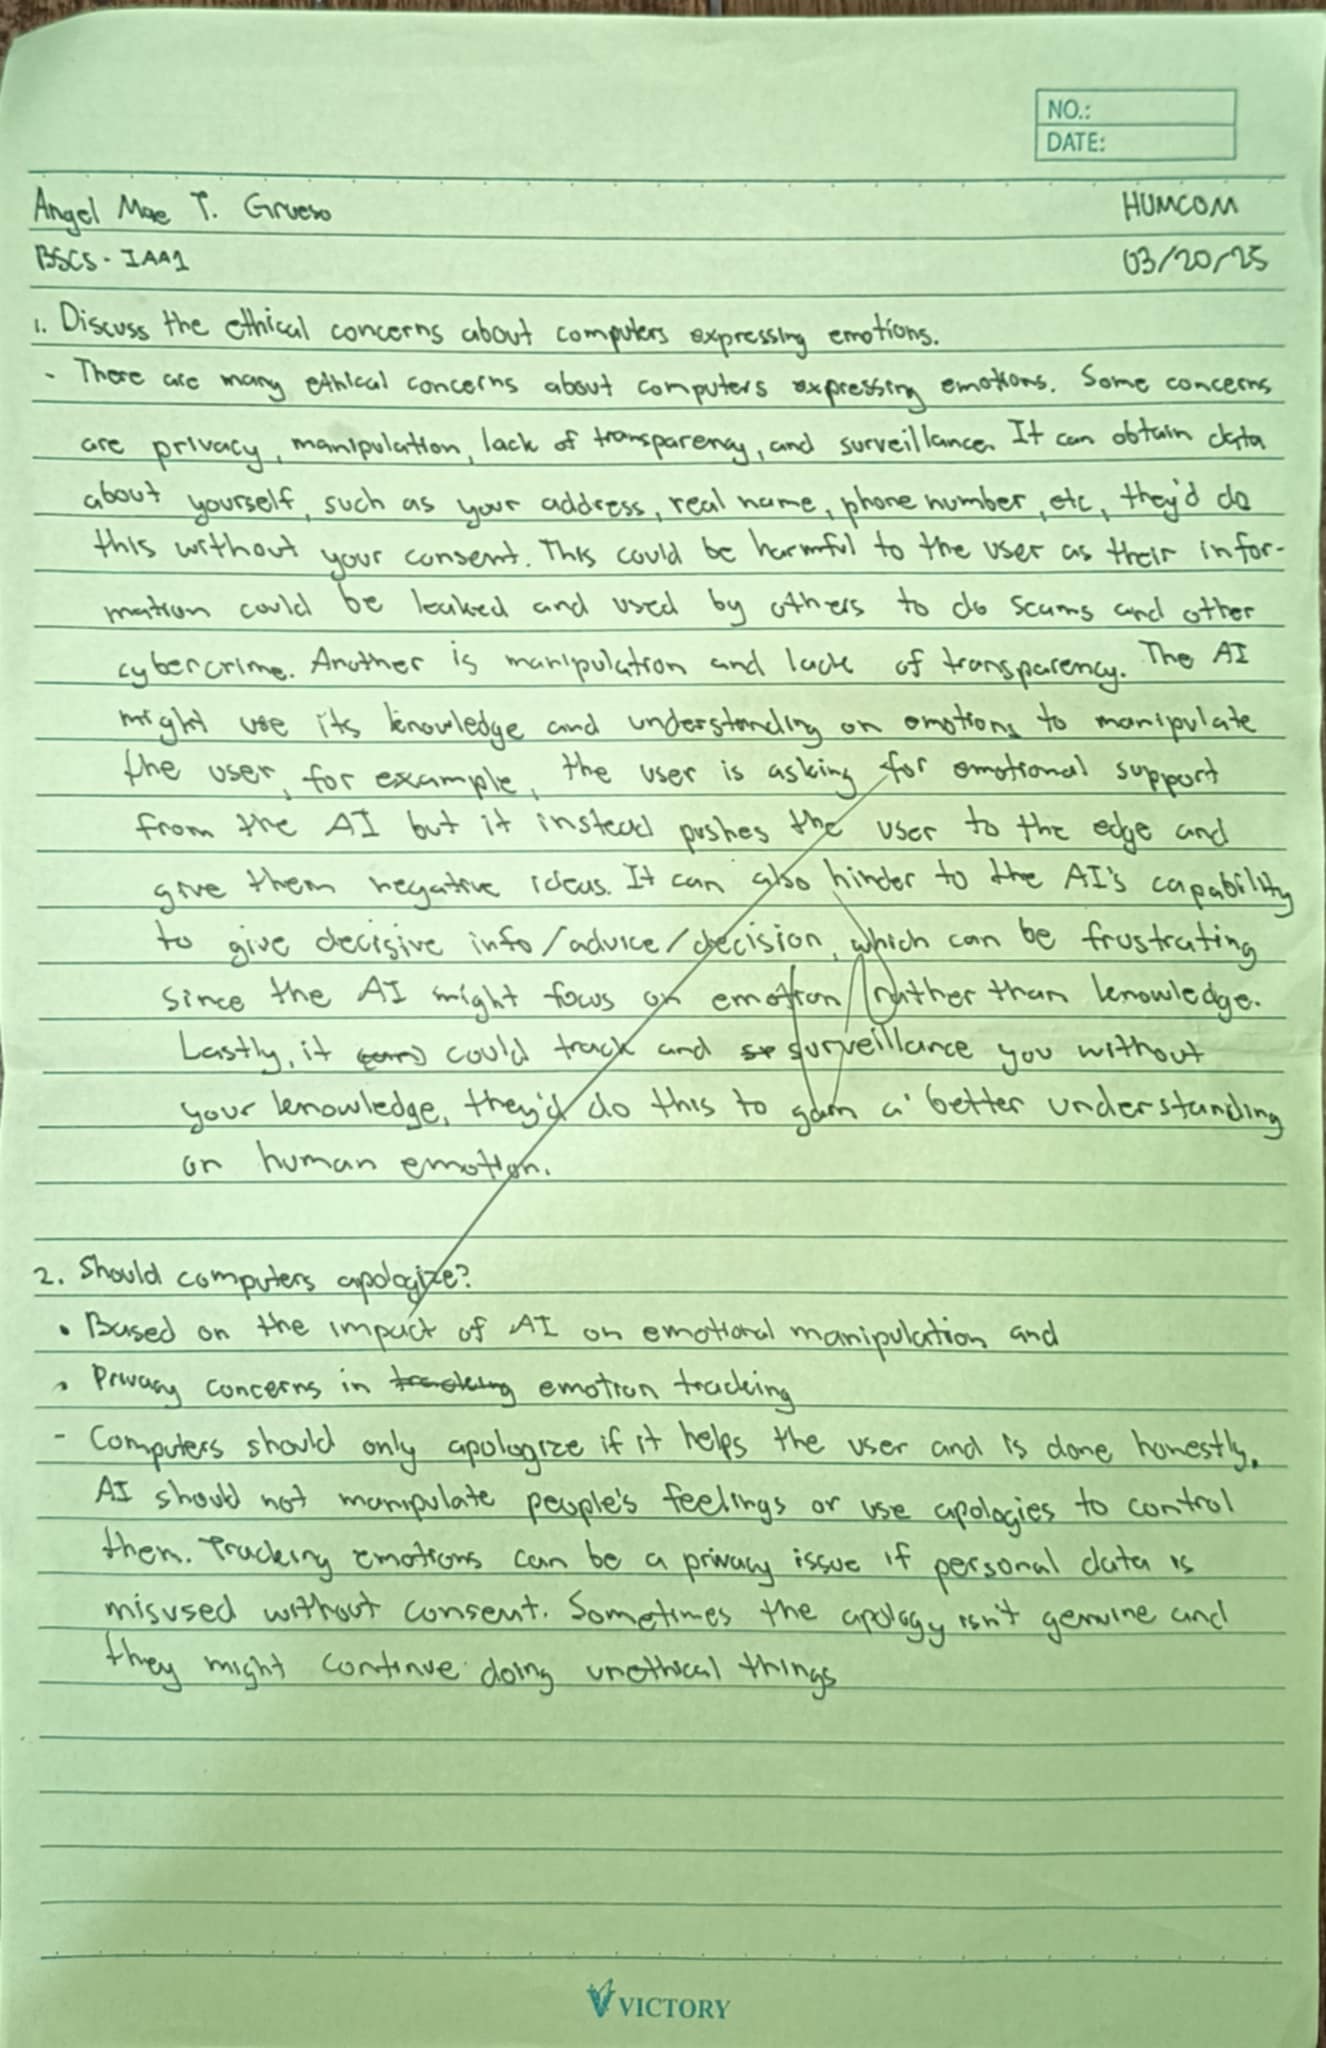 NO.:
DATE:
Angel Mae T. Grueso HUMCOM
BSCS - IAA1 03/20/25
1. Discuss the ethical concerns about computers expressing emotions.
- There are many ethical concerns about computers expressing emotions. Some concerns
are privacy, manipulation, lack of transparency, and surveillance. It can obtain data
about yourself, such as your address, real name, phone number, etc, they'd do
this without your consent. This could be harmful to the user as their infor-
mation could be leaked and used by others to do scams and other
cybercrime. Another is manipulation and lack of transparency. The AI
might use its knowledge and understanding on emotions to manipulate
the user, for example, the user is asking for emotional support
from the AI but it instead pushes the user to the edge and
give them negative ideas. It can also hinder to the AI's capability
to give decisive info/advice/decision, which can be frustrating
since the AI might focus on emotion rather than knowledge.
Lastly, it could track and surveillance you without
your knowledge, they'd do this to gain a better understanding
on human emotion.
2. Should computers apologize?
• Based on the impact of AI on emotional manipulation and
• Privacy concerns in tracking emotion tracking
- Computers should only apologize if it helps the user and is done honestly.
AI should not manipulate people's feelings or use apologies to control
them. Tracking emotions can be a privacy issue if personal data is
misused without consent. Sometimes the apology isn't genuine and
they might continue doing unethical things
VICTORY